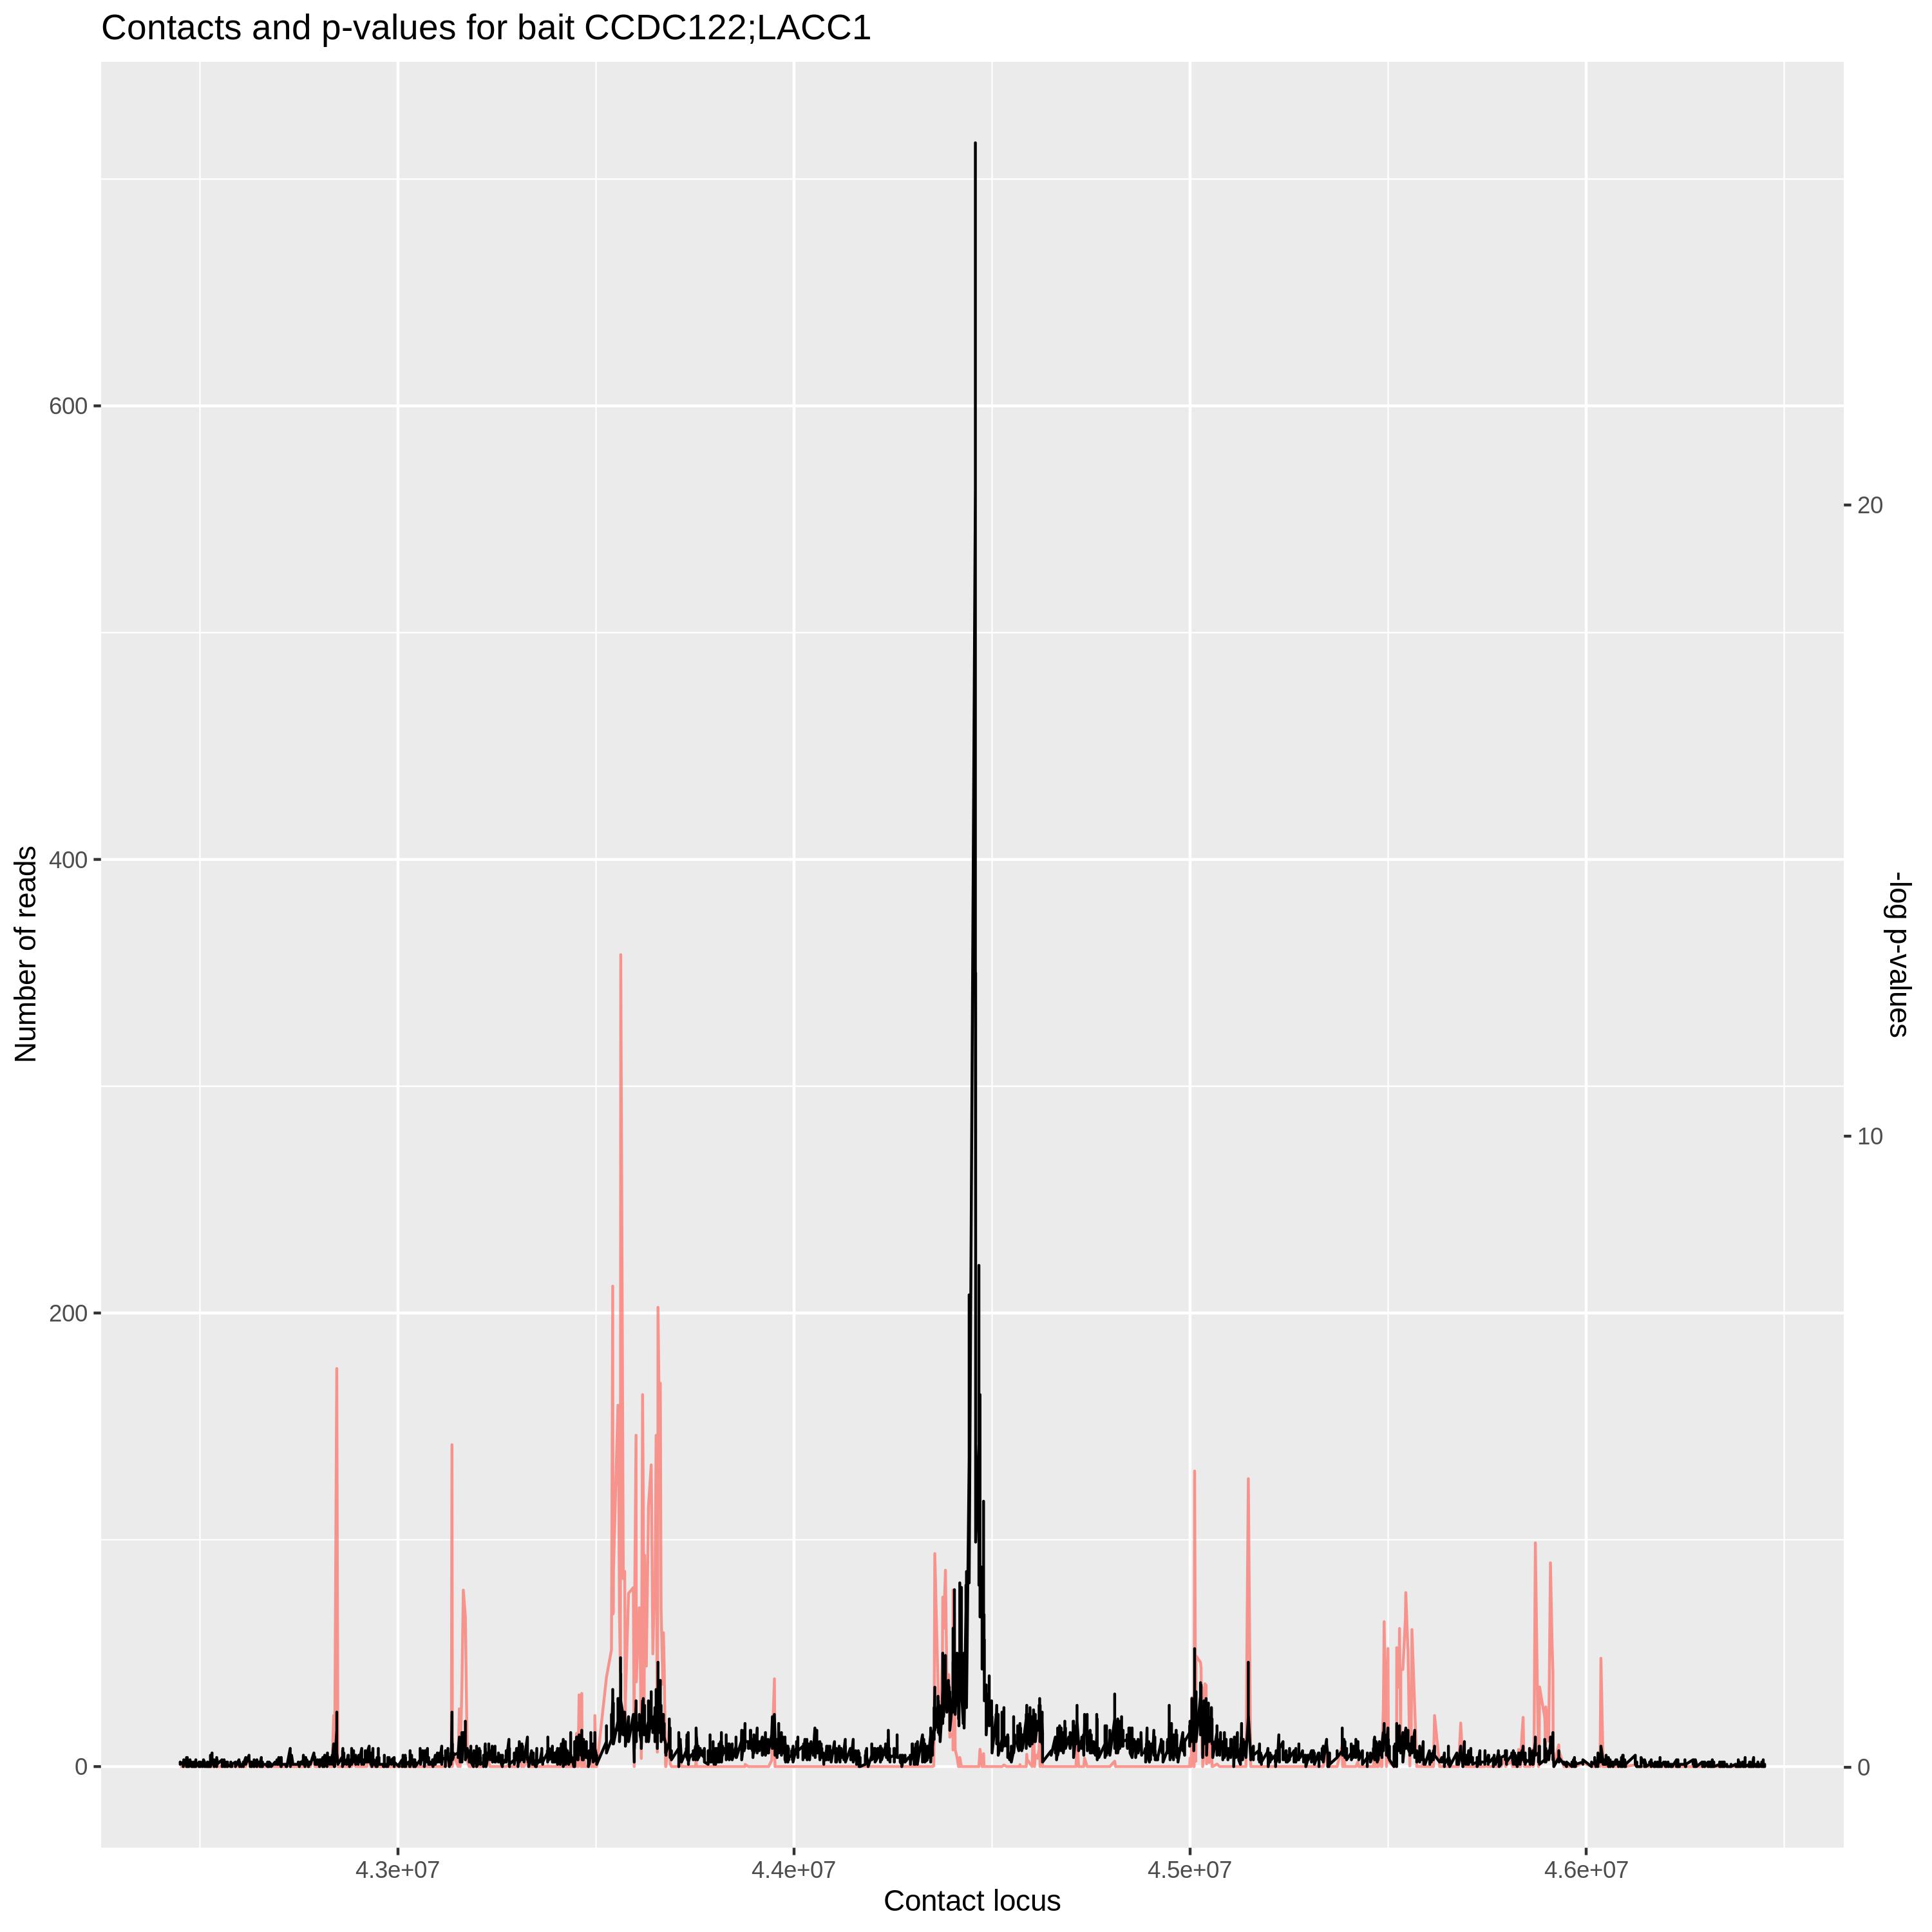 Contacts and p-values for bait CCDC122;LACC1
Number of reads
600
400
200
0
20
10
0
-log p-values
4.3e+07
4.4e+07
4.5e+07
4.6e+07
Contact locus